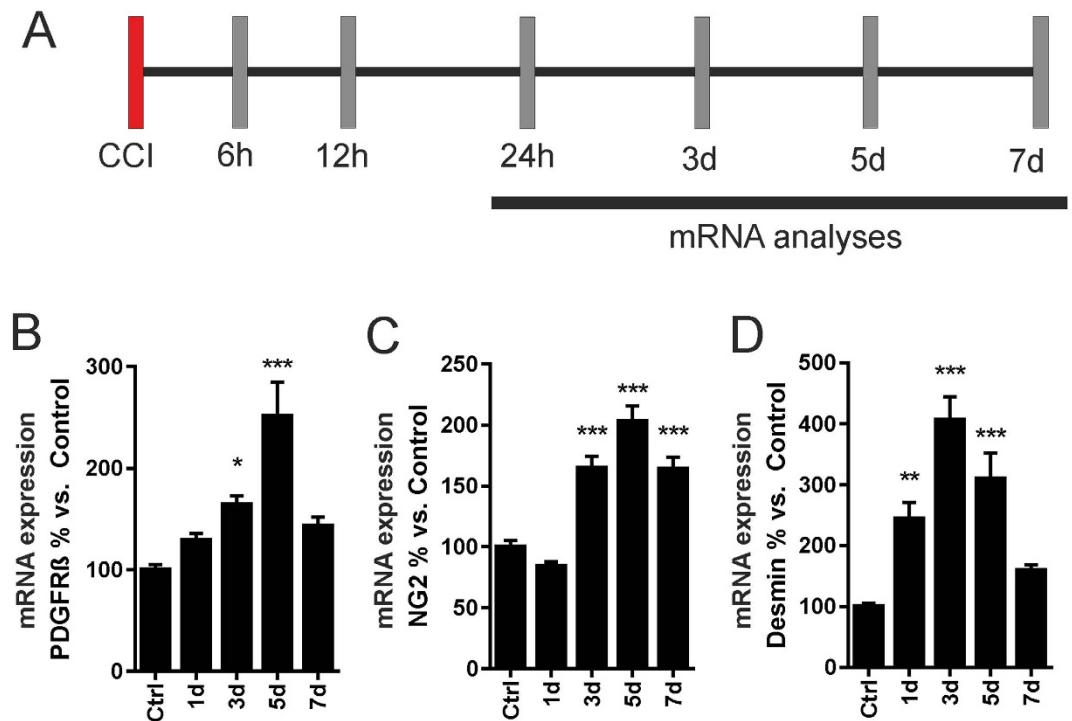 A
CCI 6h 12h 24h 3d 5d 7d
mRNA analyses
B
mRNA expression
PDGFRß % vs. Control
300
200
100
0
***
*
Ctrl 1d 3d 5d 7d
C
mRNA expression
NG2 % vs. Control
250
200
150
100
50
0
***
*** ***
Ctrl 1d 3d 5d 7d
D
mRNA expression
Desmin % vs. Control
500
400
300
200
100
0
***
***
**
Ctrl 1d 3d 5d 7d